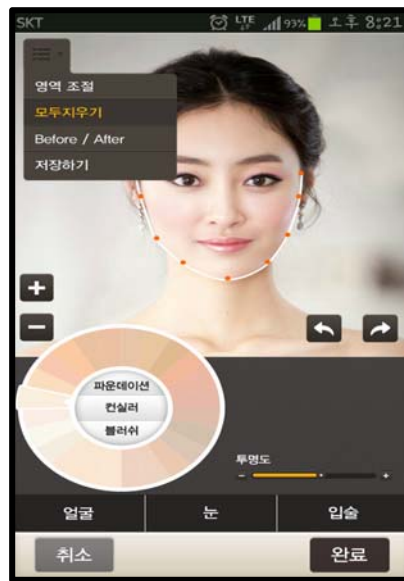 SKT LTE 93% 오후 8:21
영역 조절
모두지우기
Before / After
저장하기
+
−
파운데이션
컨실러
블러쉬
투명도
- +
얼굴 눈 입술
취소 완료